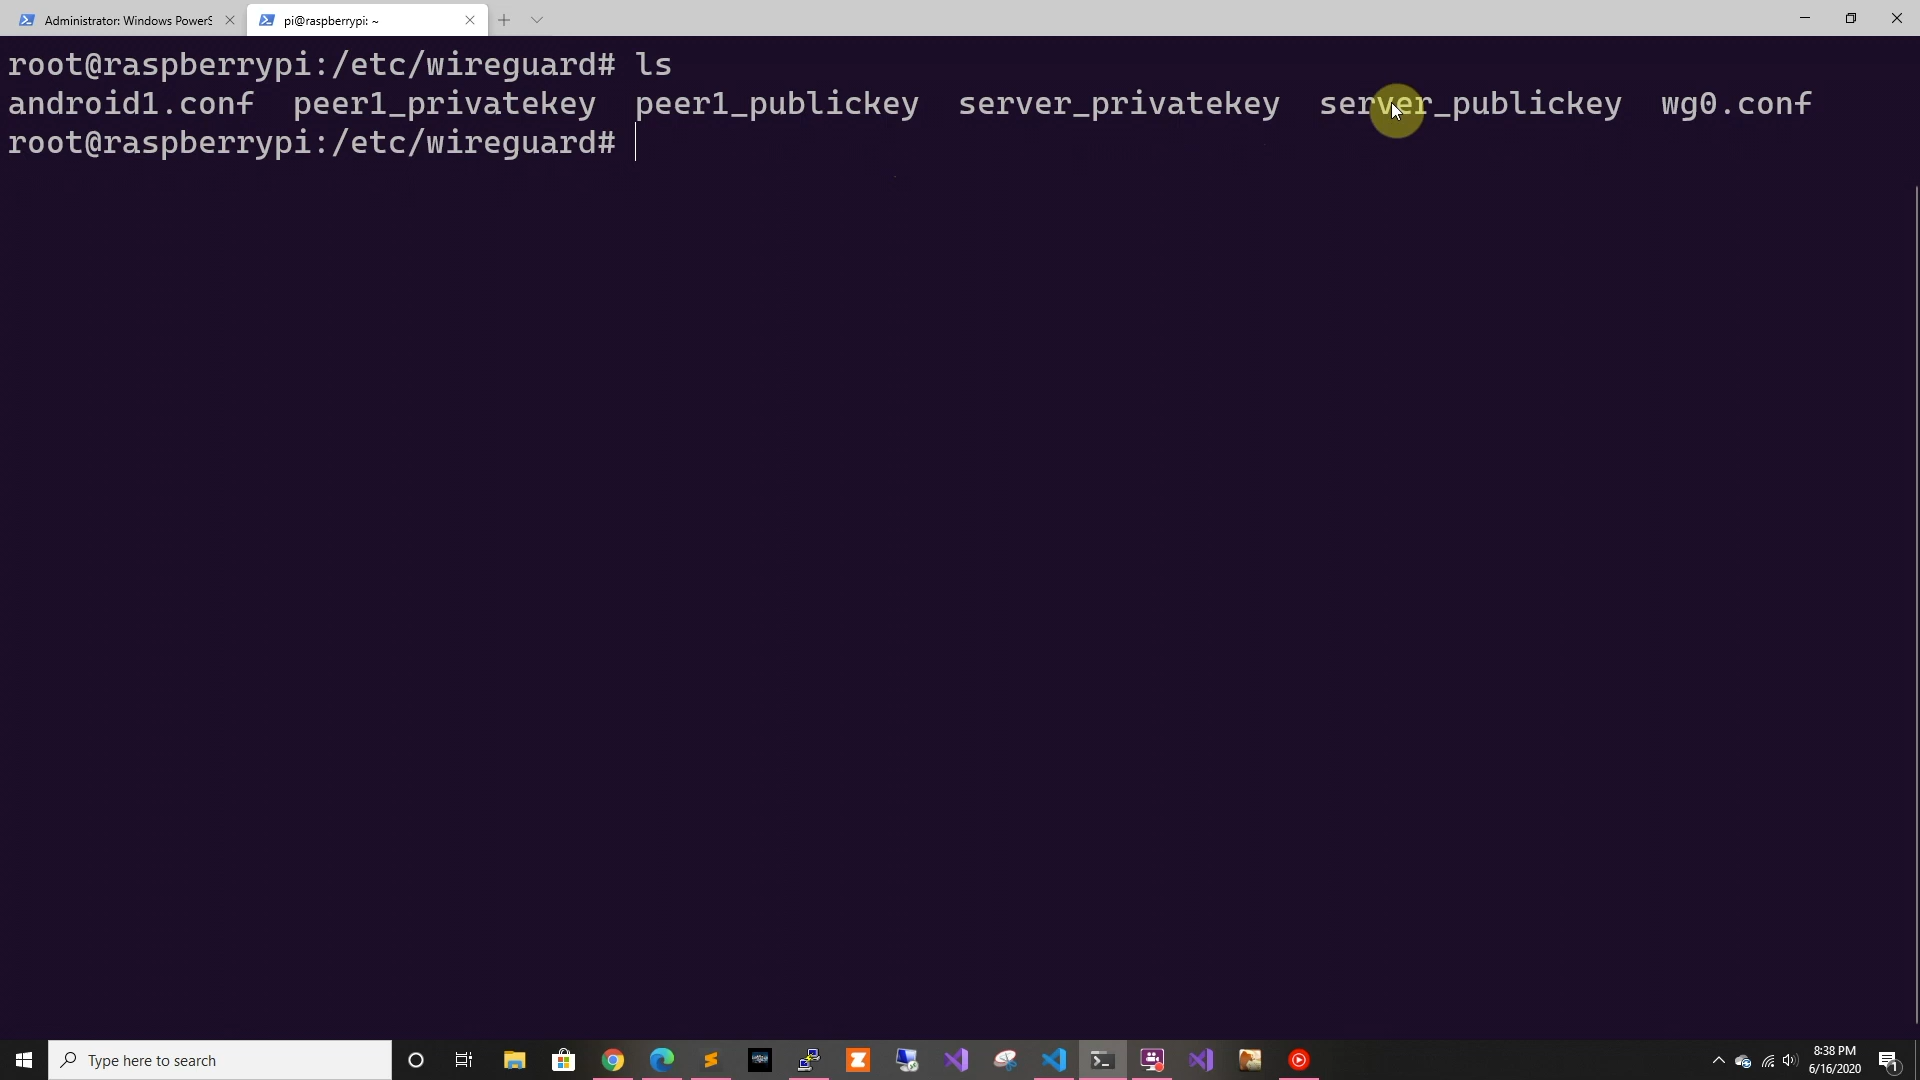 Administrator: Windows PowerS
pi@raspberrypi: ~
root@raspberrypi:/etc/wireguard# ls
android1.conf  peer1_privatekey  peer1_publickey  server_privatekey  server_publickey  wg0.conf
root@raspberrypi:/etc/wireguard#
Type here to search
8:38 PM
6/16/2020
1